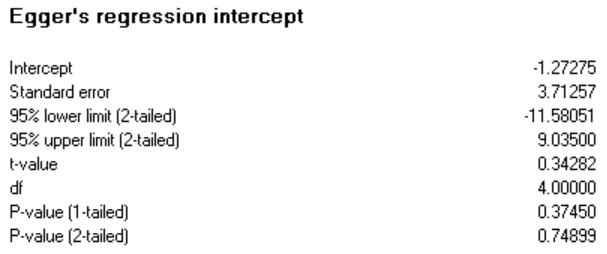 Egger's regression intercept
Intercept -1.27275
Standard error 3.71257
95% lower limit (2-tailed) -11.58051
95% upper limit (2-tailed) 9.03500
t-value 0.34282
df 4.00000
P-value (1-tailed) 0.37450
P-value (2-tailed) 0.74899